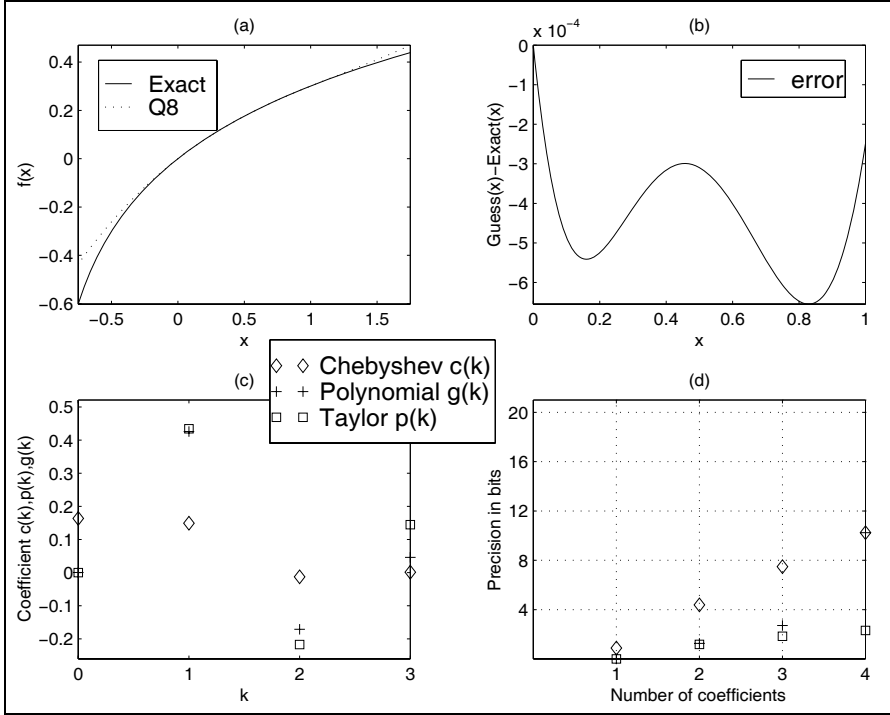 (a)
0.4
0.2
0
−0.2
−0.4
−0.6
f(x)
Exact
Q8
−0.5
0
0.5
1
1.5
x
(b)
x 10−4
0
−1
−2
−3
−4
−5
−6
Guess(x)−Exact(x)
error
0
0.2
0.4
0.6
0.8
1
x
(c)
0.5
0.4
0.3
0.2
0.1
0
−0.1
−0.2
Coefficient c(k),p(k),g(k)
0
1
2
3
k
Chebyshev c(k)
Polynomial g(k)
Taylor p(k)
(d)
20
16
12
8
4
Precision in bits
1
2
3
4
Number of coefficients